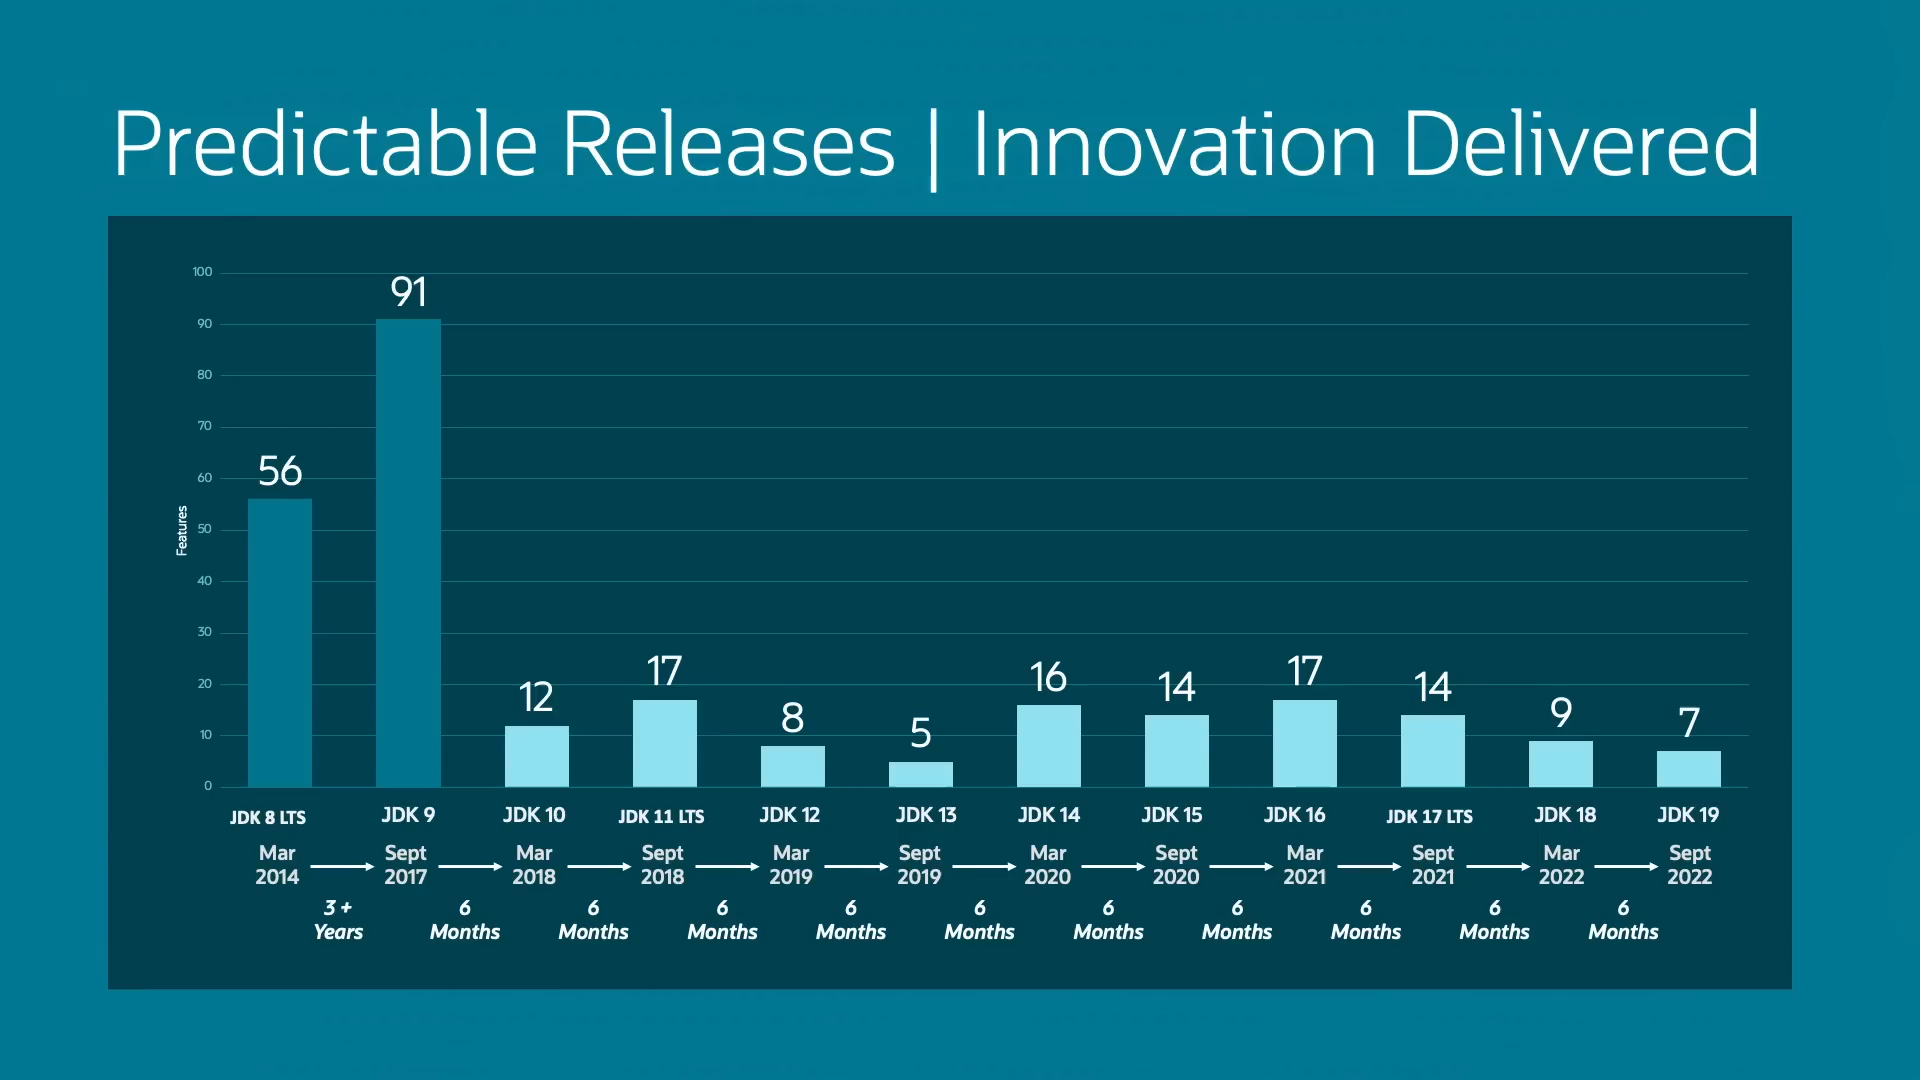 Predictable Releases | Innovation Delivered
Features
100
90
80
70
60
50
40
30
20
10
0
56
91
12
17
8
5
16
14
17
14
9
7
JDK 8 LTS
JDK 9
JDK 10
JDK 11 LTS
JDK 12
JDK 13
JDK 14
JDK 15
JDK 16
JDK 17 LTS
JDK 18
JDK 19
Mar
2014
Sept
2017
Mar
2018
Sept
2018
Mar
2019
Sept
2019
Mar
2020
Sept
2020
Mar
2021
Sept
2021
Mar
2022
Sept
2022
3 +
Years
6
Months
6
Months
6
Months
6
Months
6
Months
6
Months
6
Months
6
Months
6
Months
6
Months